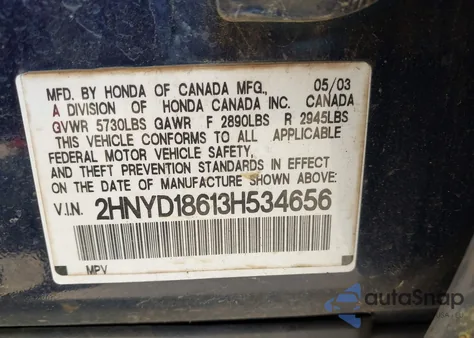 MFD. BY HONDA OF CANADA MFG., 05/03
A DIVISION OF HONDA CANADA INC. CANADA
GVWR 5730LBS GAWR F 2890LBS R 2945LBS
THIS VEHICLE CONFORMS TO ALL APPLICABLE
FEDERAL MOTOR VEHICLE SAFETY,
AND THEFT PREVENTION STANDARDS IN EFFECT
ON THE DATE OF MANUFACTURE SHOWN ABOVE:
V.I.N. 2HNYD18613H534656
MPV
autoSnap